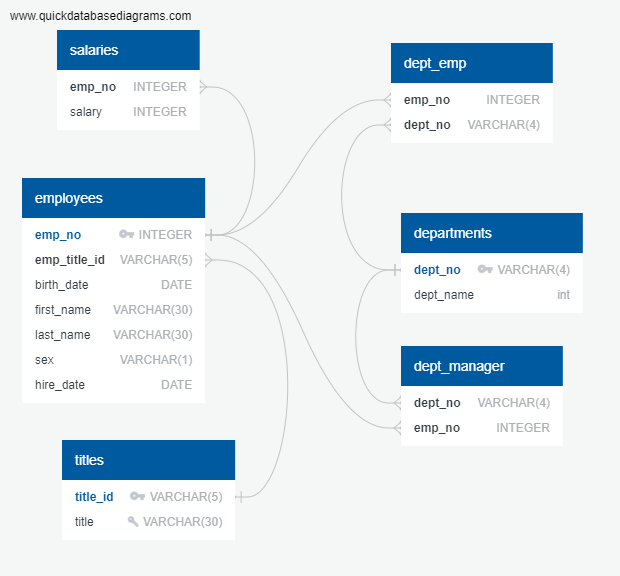 www.quickdatabasediagrams.com
salaries
emp_no INTEGER
salary INTEGER
dept_emp
emp_no INTEGER
dept_no VARCHAR(4)
employees
emp_no INTEGER
emp_title_id VARCHAR(5)
birth_date DATE
first_name VARCHAR(30)
last_name VARCHAR(30)
sex VARCHAR(1)
hire_date DATE
departments
dept_no VARCHAR(4)
dept_name int
dept_manager
dept_no VARCHAR(4)
emp_no INTEGER
titles
title_id VARCHAR(5)
title VARCHAR(30)